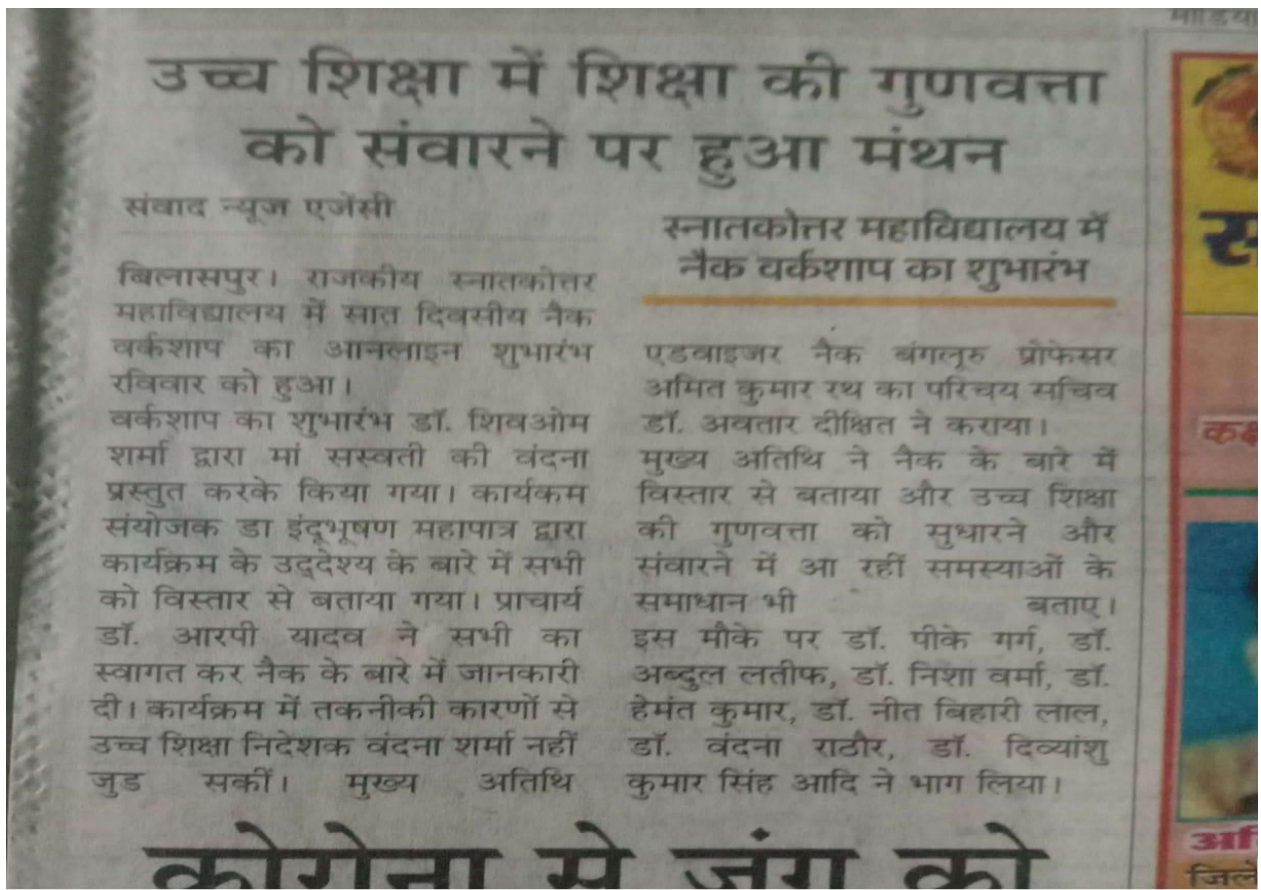 उच्च शिक्षा में शिक्षा की गुणवत्ता
को संवारने पर हुआ मंथन
संवाद न्यूज एजेंसी
स्नातकोत्तर महाविद्यालय में
नैक वर्कशाप का शुभारंभ
बिलासपुर। राजकीय स्नातकोत्तर
महाविद्यालय में सात दिवसीय नैक
वर्कशाप का आनलाइन शुभारंभ
रविवार को हुआ।
वर्कशाप का शुभारंभ डॉ. शिवओम
शर्मा द्वारा मां सस्वती की वंदना
प्रस्तुत करके किया गया। कार्यकम
संयोजक डा इंदूभूषण महापात्र द्वारा
कार्यक्रम के उद्देश्य के बारे में सभी
को विस्तार से बताया गया। प्राचार्य
डॉ. आरपी यादव ने सभी का
स्वागत कर नैक के बारे में जानकारी
दी। कार्यक्रम में तकनीकी कारणों से
उच्च शिक्षा निदेशक वंदना शर्मा नहीं
जुड सकीं। मुख्य अतिथि
एडवाइजर नैक बंगलूरु प्रोफेसर
अमित कुमार रथ का परिचय सचिव
डॉ. अवतार दीक्षित ने कराया।
मुख्य अतिथि ने नैक के बारे में
विस्तार से बताया और उच्च शिक्षा
की गुणवत्ता को सुधारने और
संवारने में आ रहीं समस्याओं के
समाधान भी बताए।
इस मौके पर डॉ. पीके गर्ग, डॉ.
अब्दुल लतीफ, डॉ. निशा वर्मा, डॉ.
हेमंत कुमार, डॉ. नीत बिहारी लाल,
डॉ. वंदना राठौर, डॉ. दिव्यांशु
कुमार सिंह आदि ने भाग लिया।
कोरोना से जंग को